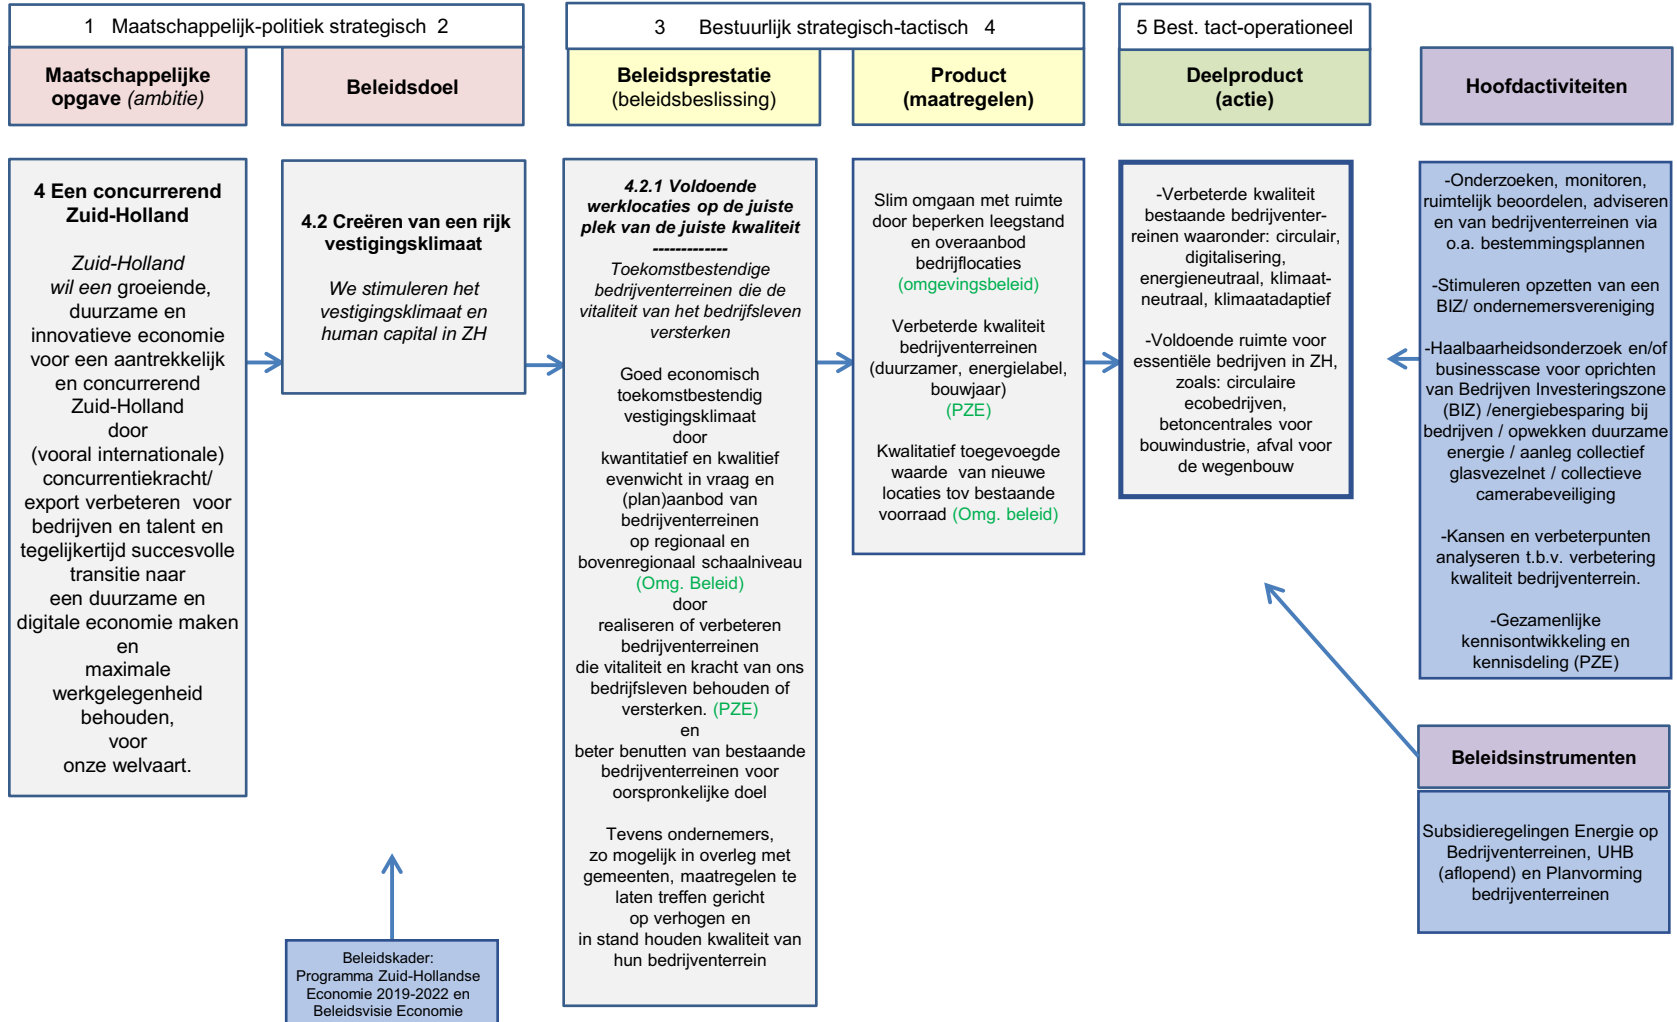 1 Maatschappelijk-politiek strategisch 2
3 Bestuurlijk strategisch-tactisch 4
5 Best. tact-operationeel
Maatschappelijke
opgave (ambitie)
Beleidsdoel
Beleidsprestatie
(beleidsbeslissing)
Product
(maatregelen)
Deelproduct
(actie)
Hoofdactiviteiten
4 Een concurrerend
Zuid-Holland
Zuid-Holland
wil een groeiende,
duurzame en
innovatieve economie
voor een aantrekkelijk
en concurrerend
Zuid-Holland
door
(vooral internationale)
concurrentiekracht/
export verbeteren voor
bedrijven en talent en
tegelijkertijd succesvolle
transitie naar
een duurzame en
digitale economie maken
en
maximale
werkgelegenheid
behouden,
voor
onze welvaart.
4.2 Creëren van een rijk
vestigingsklimaat
We stimuleren het
vestigingsklimaat en
human capital in ZH
4.2.1 Voldoende
werklocaties op de juiste
plek van de juiste kwaliteit
-------------
Toekomstbestendige
bedrijventerreinen die de
vitaliteit van het bedrijfsleven
versterken
Goed economisch
toekomstbestendig
vestigingsklimaat
door
kwantitatief en kwalitief
evenwicht in vraag en
(plan)aanbod van
bedrijventerreinen
op regionaal en
bovenregionaal schaalniveau
(Omg. Beleid)
door
realiseren of verbeteren
bedrijventerreinen
die vitaliteit en kracht van ons
bedrijfsleven behouden of
versterken. (PZE)
en
beter benutten van bestaande
bedrijventerreinen voor
oorspronkelijke doel
Tevens ondernemers,
zo mogelijk in overleg met
gemeenten, maatregelen te
laten treffen gericht
op verhogen en
in stand houden kwaliteit van
hun bedrijventerrein
Slim omgaan met ruimte
door beperken leegstand
en overaanbod
bedrijflocaties
(omgevingsbeleid)
Verbeterde kwaliteit
bedrijventerreinen
(duurzamer, energielabel,
bouwjaar)
(PZE)
Kwalitatief toegevoegde
waarde van nieuwe
locaties tov bestaande
voorraad (Omg. beleid)
-Verbeterde kwaliteit
bestaande bedrijventer-
reinen waaronder: circulair,
digitalisering,
energieneutraal, klimaat-
neutraal, klimaatadaptief
-Voldoende ruimte voor
essentiële bedrijven in ZH,
zoals: circulaire
ecobedrijven,
betoncentrales voor
bouwindustrie, afval voor
de wegenbouw
-Onderzoeken, monitoren,
ruimtelijk beoordelen, adviseren
en van bedrijventerreinen via
o.a. bestemmingsplannen
-Stimuleren opzetten van een
BIZ/ ondernemersvereniging
-Haalbaarheidsonderzoek en/of
businesscase voor oprichten
van Bedrijven Investeringszone
(BIZ) /energiebesparing bij
bedrijven / opwekken duurzame
energie / aanleg collectief
glasvezelnet / collectieve
camerabeveiliging
-Kansen en verbeterpunten
analyseren t.b.v. verbetering
kwaliteit bedrijventerrein.
-Gezamenlijke
kennisontwikkeling en
kennisdeling (PZE)
Beleidsinstrumenten
Subsidieregelingen Energie op
Bedrijventerreinen, UHB
(aflopend) en Planvorming
bedrijventerreinen
Beleidskader:
Programma Zuid-Hollandse
Economie 2019-2022 en
Beleidsvisie Economie